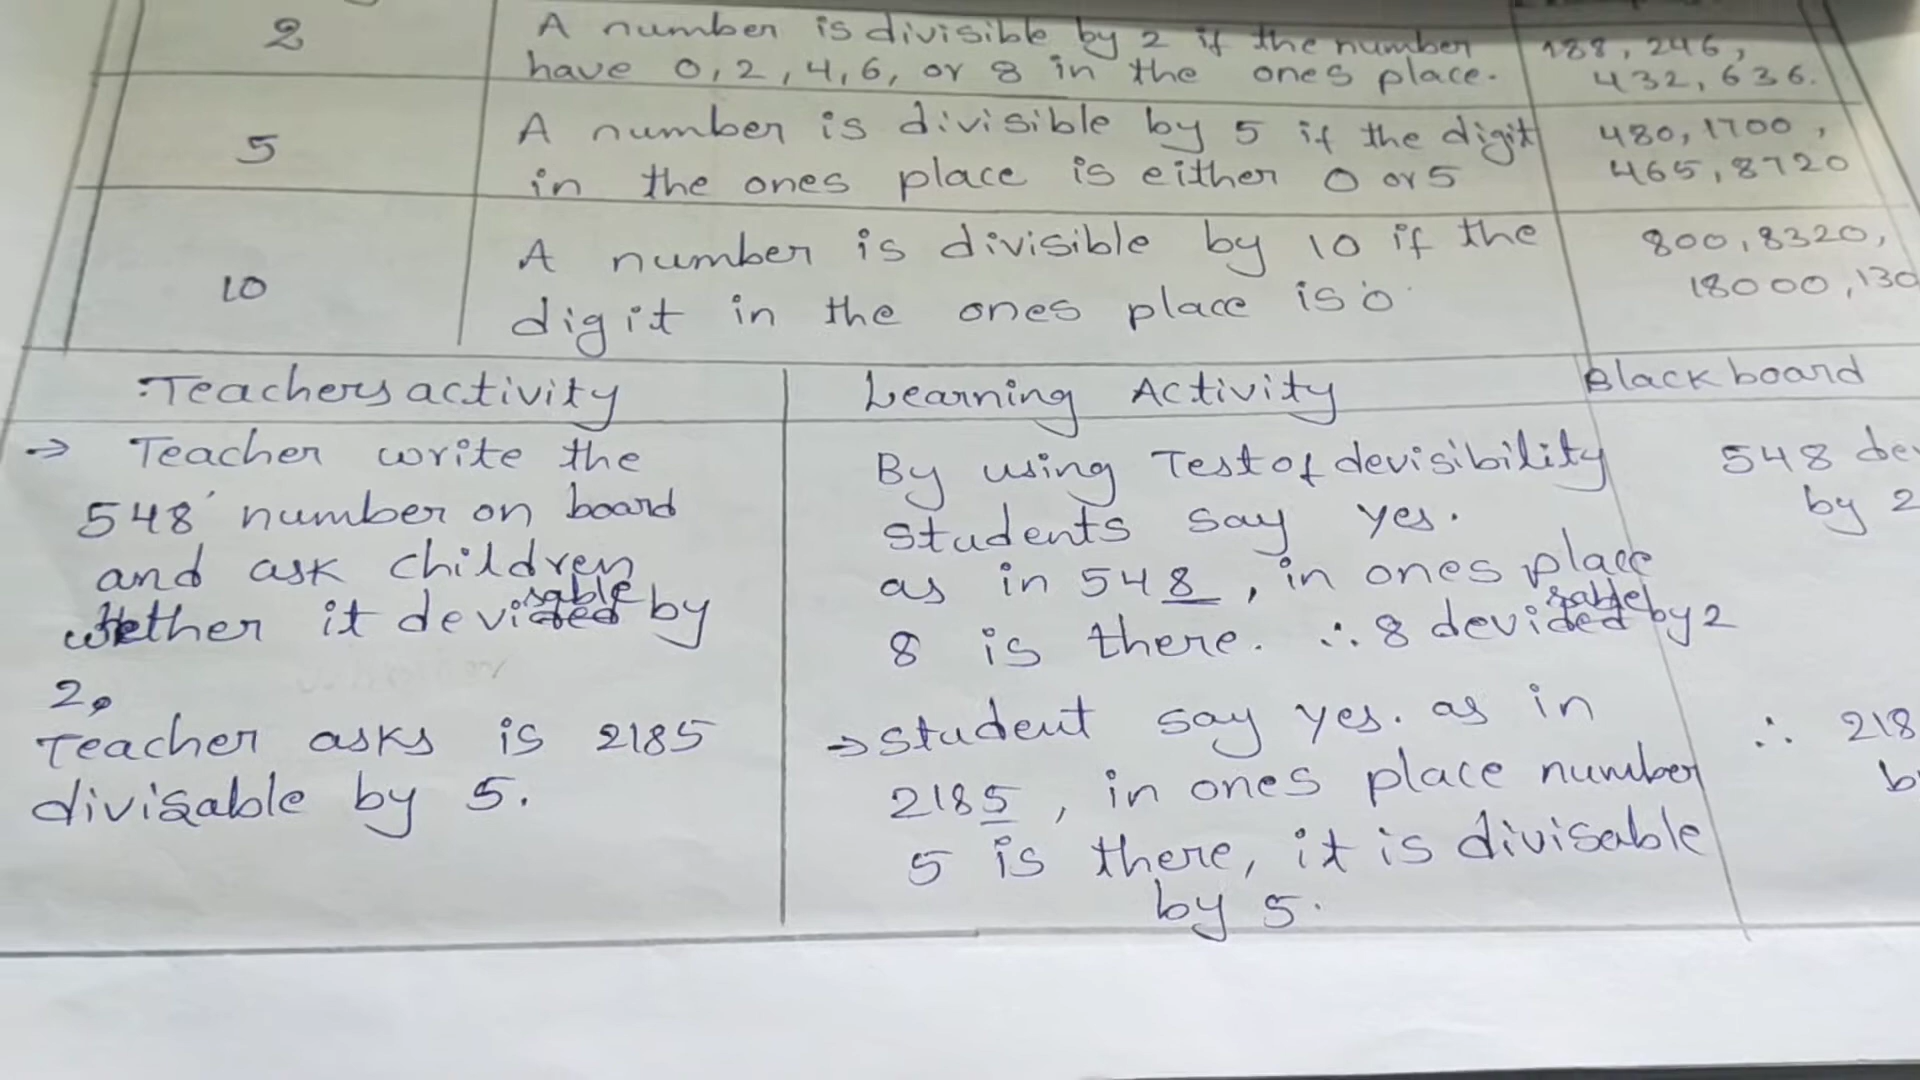 2
A number is divisible by 2 if the number
have 0, 2, 4, 6, or 8 in the ones place.
188, 246,
432, 636.
5
A number is divisible by 5 if the digit
in the ones place is either 0 or 5
480, 1700,
465, 8720
10
A number is divisible by 10 if the
digit in the ones place is 0
800, 8320,
18000, 130
:Teachers activity
→ Teacher write the
548 number on board
and ask children
wether it devisable by
2.
Teacher asks is 2185
divisable by 5.
Learning Activity
By using Test of devisibility
students say yes.
as in 548, in ones place
8 is there. ∴ 8 devisable by 2
→ student say yes. as in
2185, in ones place number
5 is there, it is divisable
by 5.
Black board
548 de
by 2
∴ 218
b